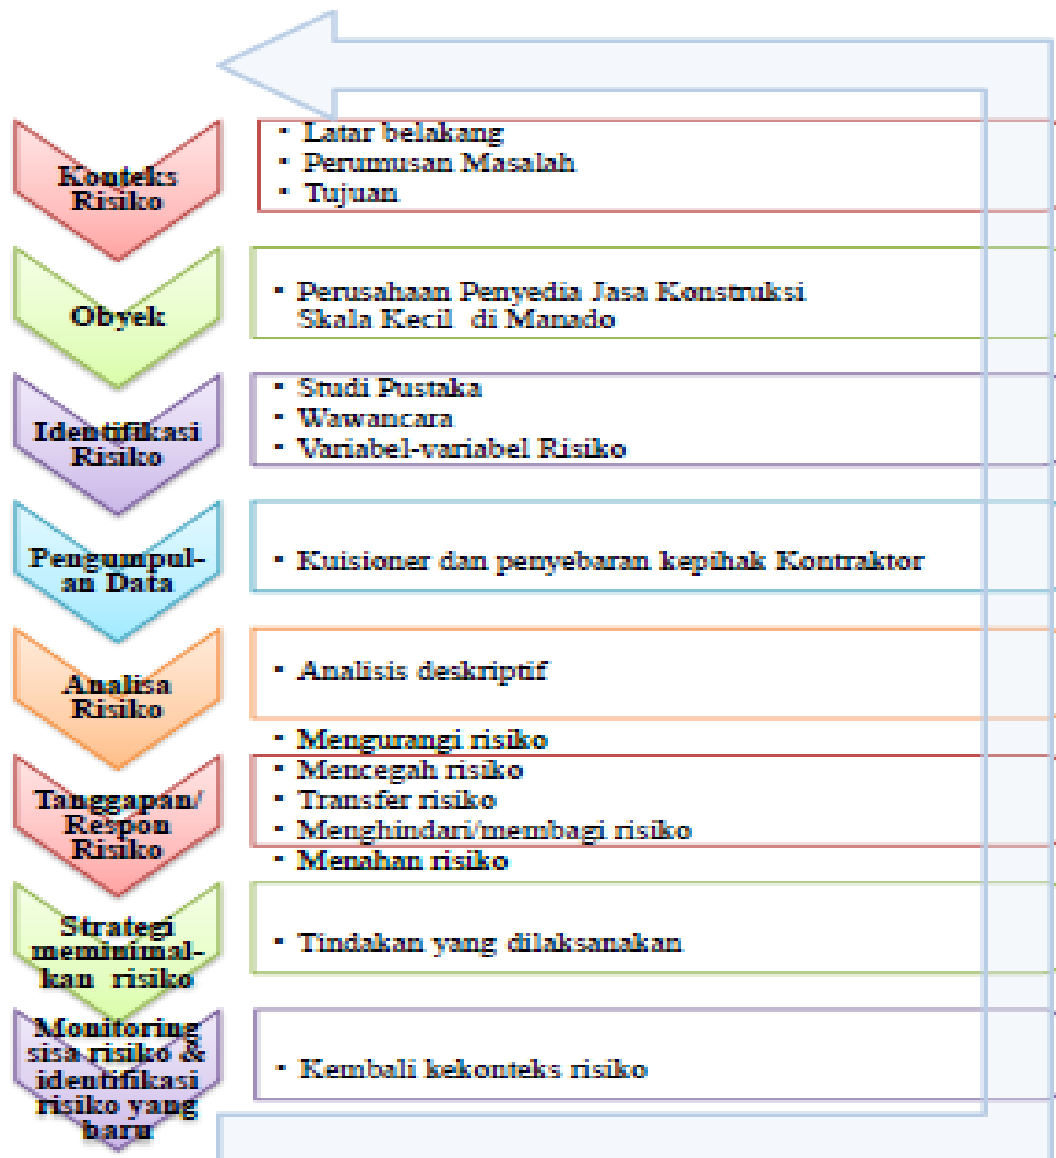 Konteks
Risiko
▪ Latar belakang
▪ Perumusan Masalah
▪ Tujuan
Obyek
▪ Perusahaan Penyedia Jasa Konstruksi
Skala Kecil di Manado
Identifikasi
Risiko
▪ Studi Pustaka
▪ Wawancara
▪ Variabel-variabel Risiko
Pengumpul-
an Data
▪ Kuisioner dan penyebaran kepihak Kontraktor
Analisa
Risiko
▪ Analisis deskriptif
Tanggapan/
Respon
Risiko
▪ Mengurangi risiko
▪ Mencegah risiko
▪ Transfer risiko
▪ Menghindari/membagi risiko
▪ Menahan risiko
Strategi
meminimal-
kan risiko
▪ Tindakan yang dilaksanakan
Monitoring
sisa risiko &
identifikasi
risiko yang
baru
▪ Kembali kekonteks risiko